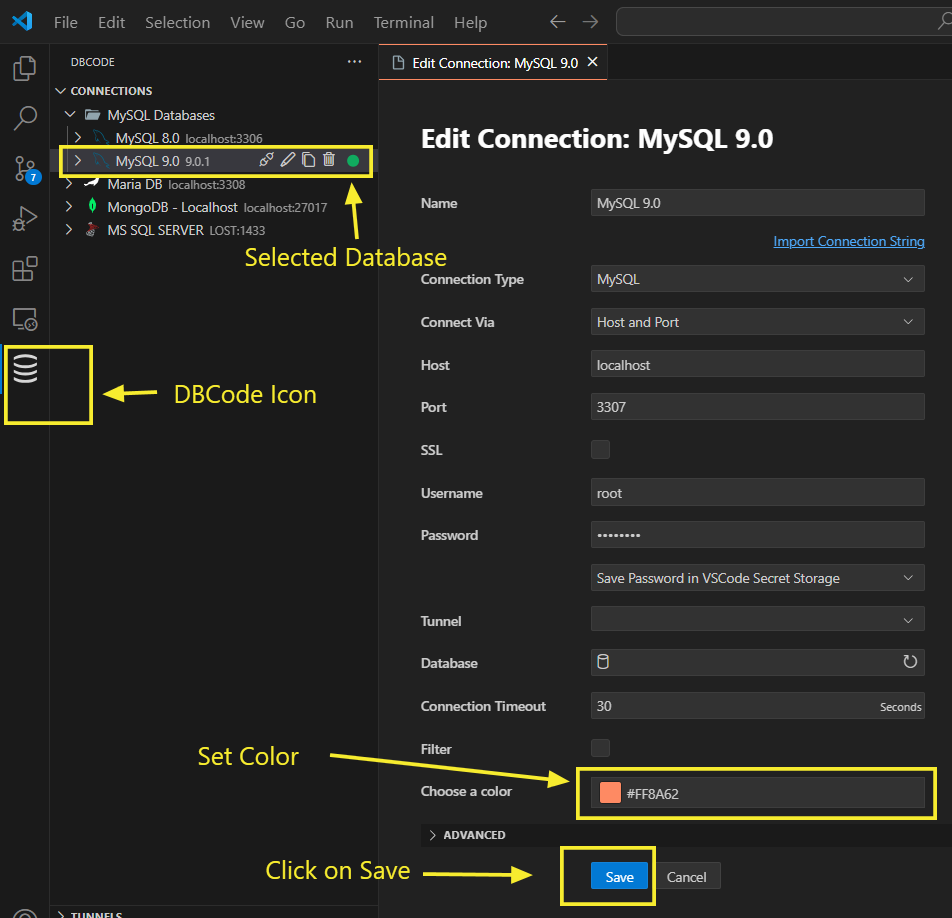 File Edit Selection View Go Run Terminal Help
DBCODE
Edit Connection: MySQL 9.0
CONNECTIONS
MySQL Databases
MySQL 8.0 localhost:3306
MySQL 9.0 9.0.1
Maria DB localhost:3308
MongoDB - Localhost localhost:27017
MS SQL SERVER LOST:1433
7
Selected Database
DBCode Icon
Edit Connection: MySQL 9.0
Name MySQL 9.0
Import Connection String
Connection Type MySQL
Connect Via Host and Port
Host localhost
Port 3307
SSL
Username root
Password ••••••••
Save Password in VSCode Secret Storage
Tunnel
Database
Connection Timeout 30 Seconds
Filter
Set Color
Choose a color #FF8A62
ADVANCED
Click on Save
Save Cancel
TUNNELS